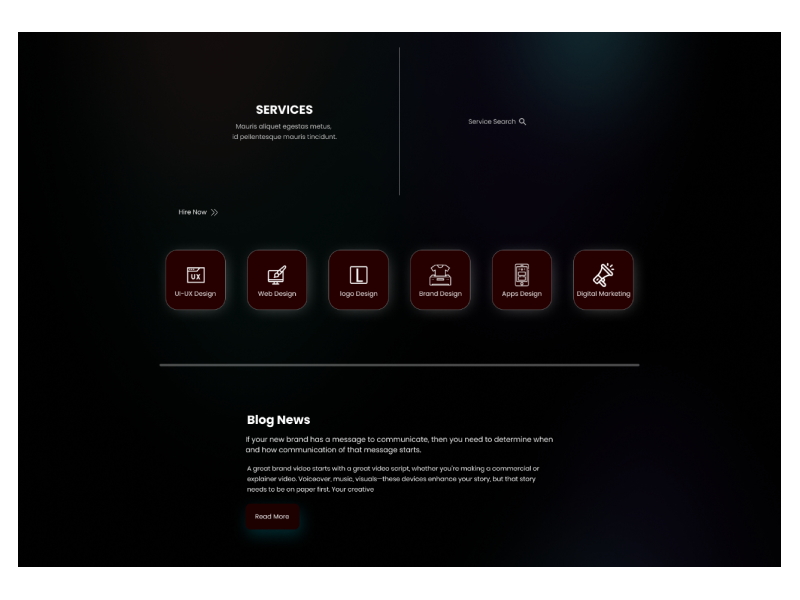 SERVICES
Mauris aliquet egestas metus,
id pellentesque mauris tincidunt.
Service Search
Hire Now
UX
UI-UX Design
Web Design
L
logo Design
Brand Design
Apps Design
Digital Marketing
Blog News
If your new brand has a message to communicate, then you need to determine when
and how communication of that message starts.
A great brand video starts with a great video script, whether you're making a commercial or
explainer video. Voiceover, music, visuals—these devices enhance your story, but that story
needs to be on paper first. Your creative
Read More